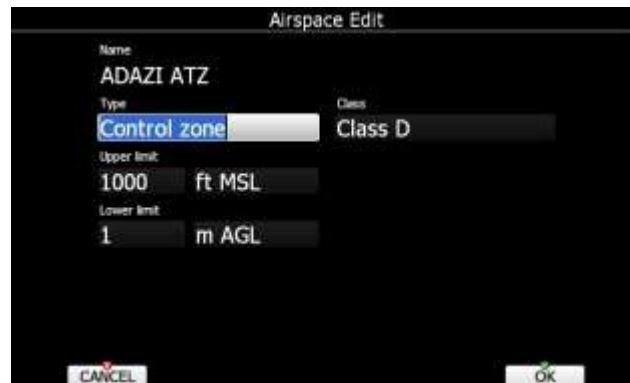 Airspace Edit
Name
ADAZI ATZ
Type Class
Control zone Class D
Upper limit
1000 ft MSL
Lower limit
1 m AGL
CANCEL OK